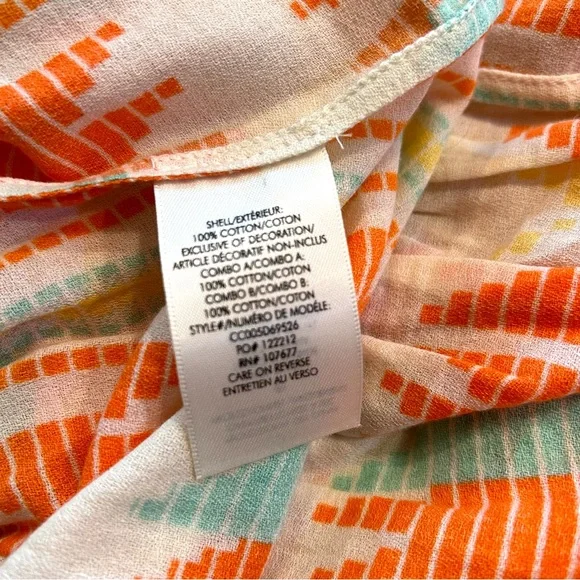 SHELL/EXTÉRIEUR:
100% COTTON/COTON
EXCLUSIVE OF DECORATION/
ARTICLE DÉCORATIF NON-INCLUS
COMBO A/COMBO A:
100% COTTON/COTON
COMBO B/COMBO B:
100% COTTON/COTON
STYLE#/NUMÉRO DE MODÈLE:
CC005D69526
PO# 122212
RN# 107677
CARE ON REVERSE
ENTRETIEN AU VERSO